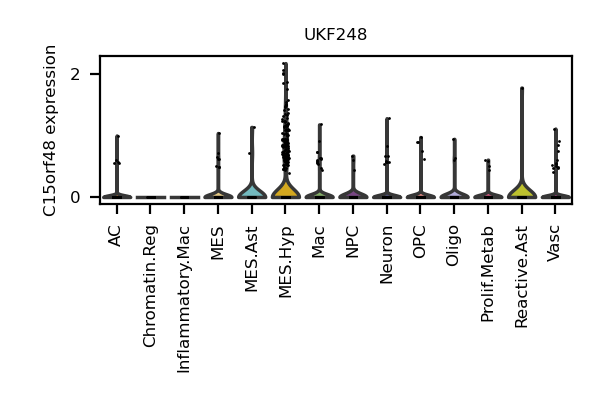 UKF248
C15orf48 expression
2
0
AC
Chromatin.Reg
Inflammatory.Mac
MES
MES.Ast
MES.Hyp
Mac
NPC
Neuron
OPC
Oligo
Prolif.Metab
Reactive.Ast
Vasc